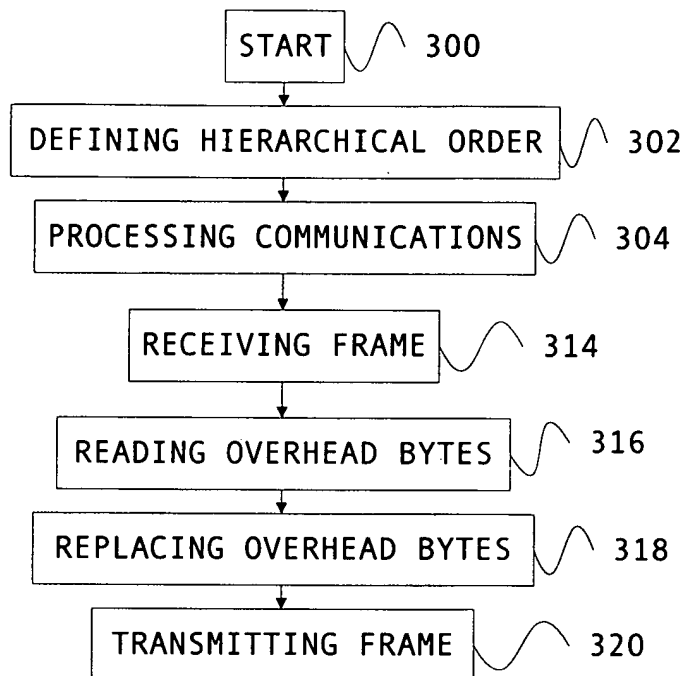 START 300
DEFINING HIERARCHICAL ORDER 302
PROCESSING COMMUNICATIONS 304
RECEIVING FRAME 314
READING OVERHEAD BYTES 316
REPLACING OVERHEAD BYTES 318
TRANSMITTING FRAME 320